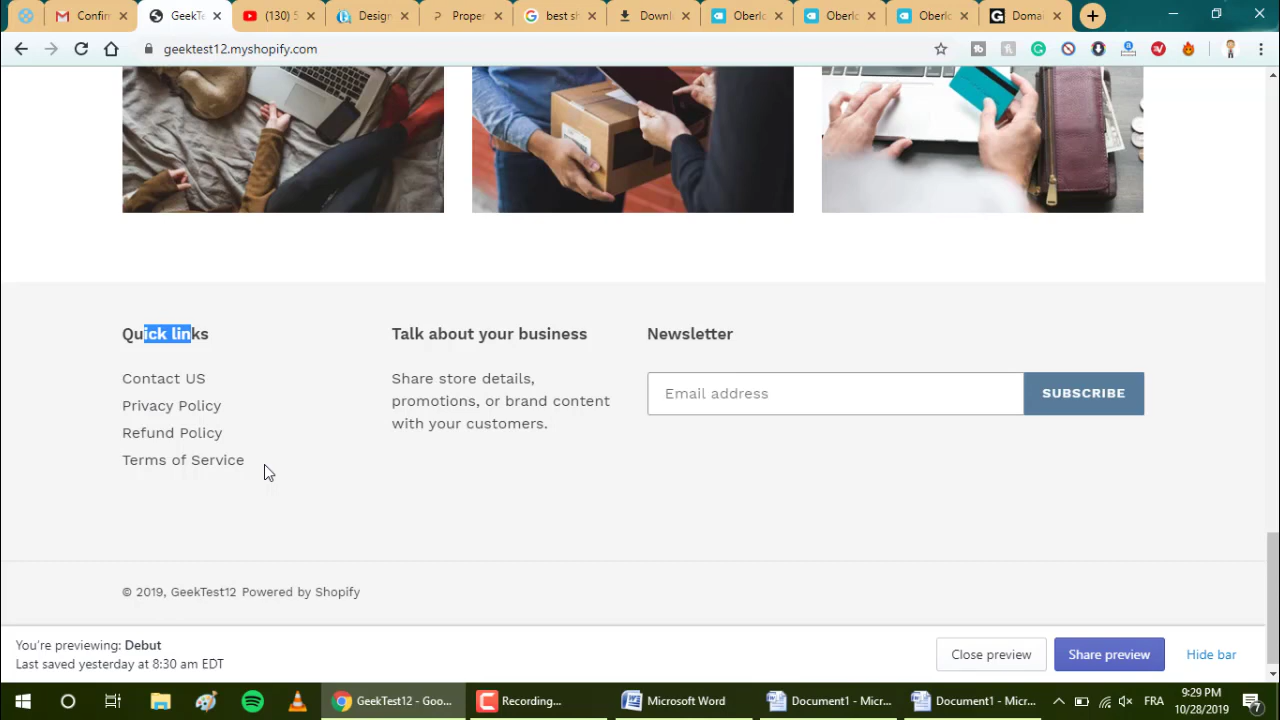 Confirm
GeekTe
(130) 5
Design
Proper
best sh
Downl
Oberlo
Oberlo
Oberlo
Domai
geektest12.myshopify.com
Quick links
Contact US
Privacy Policy
Refund Policy
Terms of Service
Talk about your business
Share store details,
promotions, or brand content
with your customers.
Newsletter
Email address
SUBSCRIBE
© 2019, GeekTest12 Powered by Shopify
You're previewing: Debut
Last saved yesterday at 8:30 am EDT
Close preview
Share preview
Hide bar
GeekTest12 - Goo...
Recording...
Microsoft Word
Document1 - Micr...
Document1 - Micr...
FRA
9:29 PM
10/28/2019
7